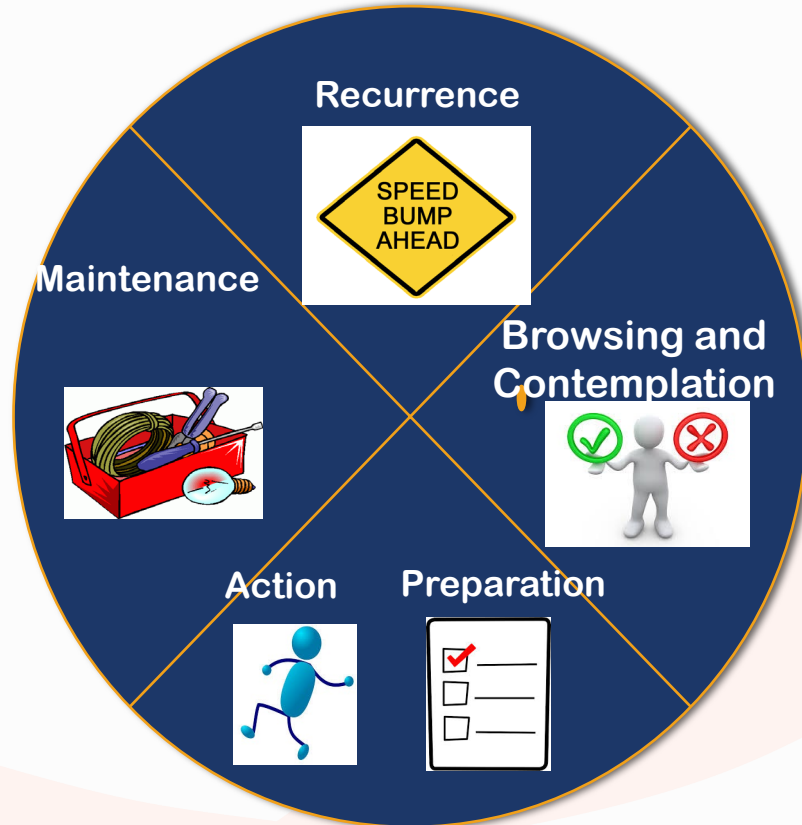 Recurrence
SPEED
BUMP
AHEAD
Maintenance
Browsing and
Contemplation
Action
Preparation